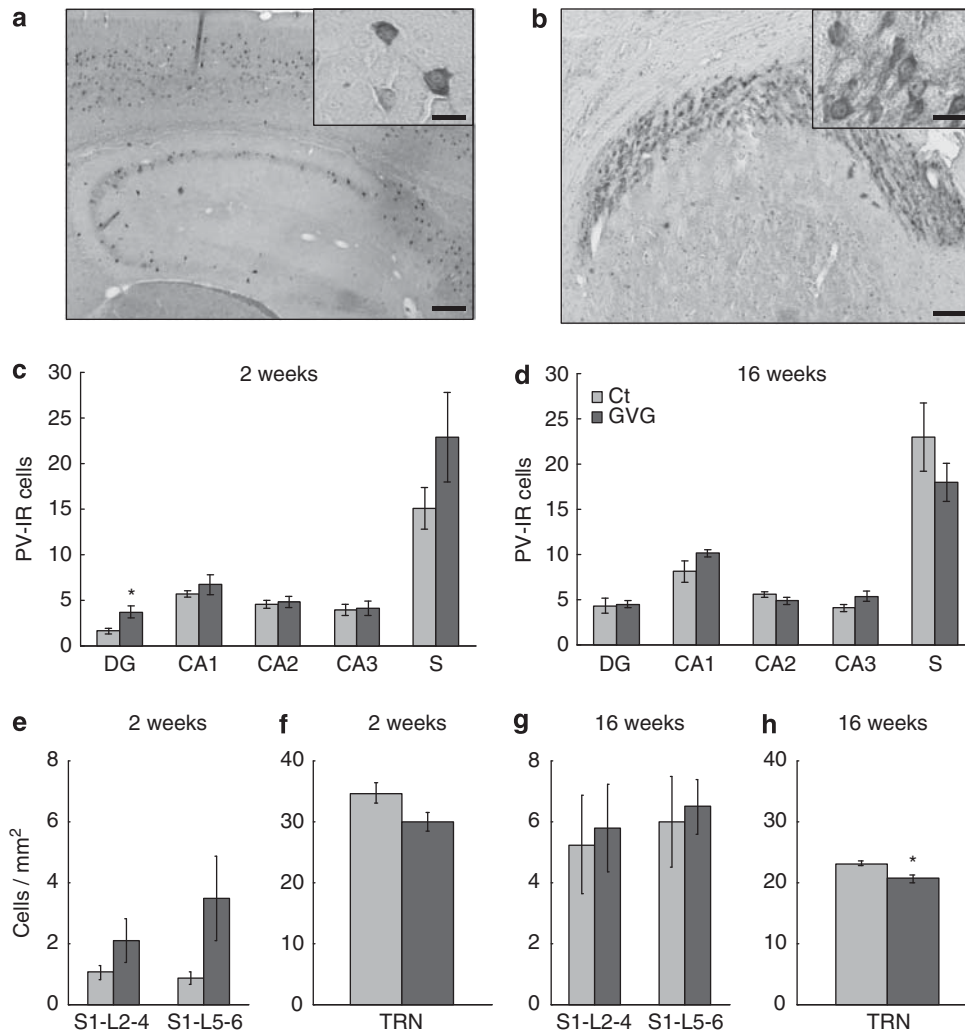 a
b
c
2 weeks
30
25
20
15
10
5
0
PV-IR cells
*
DG CA1 CA2 CA3 S
d
16 weeks
Ct
GVG
30
25
20
15
10
5
0
PV-IR cells
DG CA1 CA2 CA3 S
e
2 weeks
8
6
4
2
0
Cells / mm²
S1-L2-4 S1-L5-6
f
2 weeks
40
30
20
10
0
TRN
g
16 weeks
8
6
4
2
0
S1-L2-4 S1-L5-6
h
16 weeks
40
30
20
10
0
*
TRN